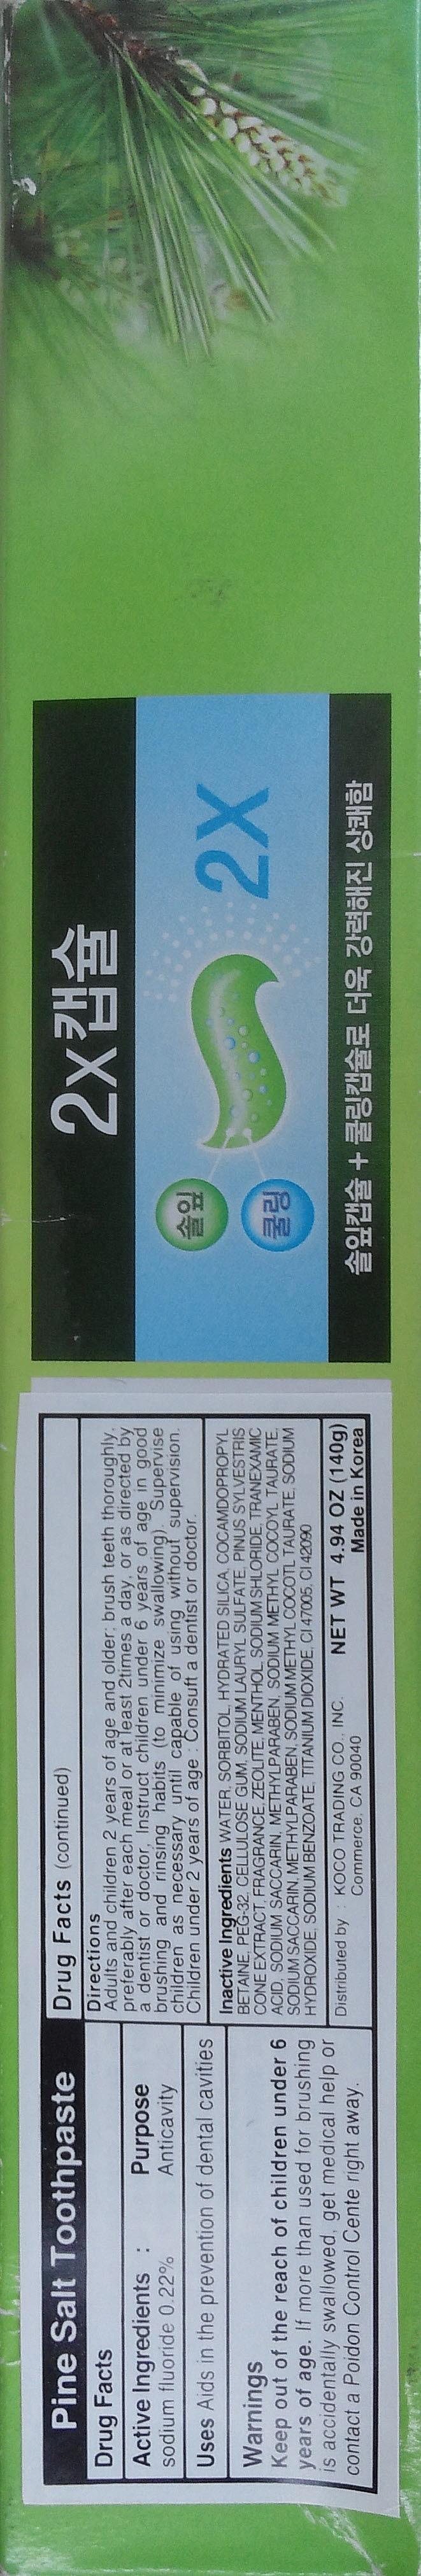 Pine Salt Toothpaste
Drug Facts
Active Ingredients : Purpose
sodium fluoride 0.22% Anticavity
Uses Aids in the prevention of dental cavities
Warnings
Keep out of the reach of children under 6
years of age. If more than used for brushing
is accidentally swallowed, get medical help or
contact a Poidon Control Cente right away.
Drug Facts (continued)
Directions
Adults and children 2 years of age and older; brush teeth thoroughly,
preferably after each meal or at least 2times a day, or as directed by
a dentist or doctor, Instruct children under 6 years of age in good
brushing and rinsing habits (to minimize swallowing). Supervise
children as necessary until capable of using without supervision.
Children under 2 years of age : Consuft a dentist or doctor.
Inactive Ingredients WATER, SORBITOL, HYDRATED SILICA, COCAMDOPROPYL
BETAINE, PEG-32, CELLULOSE GUM, SODIUM LAURYL SULFATE, PINUS SYLVESTRIS
CONE EXTRACT, FRAGRANCE, ZEOLITE, MENTHOL, SODIUM SHLORIDE, TRANEXAMIC
ACID, SODIUM SACCARIN, METHYLPARABEN, SODIUM METHYL COCOYL TAURATE,
SODIUM SACCARIN, METHYLPARABEN, SODIUM METHYL COCOTL TAURATE, SODIUM
HYDROXIDE, SODIUM BENZOATE, TITANIUM DIOXIDE, CI 47005, CI 42090
Distributed by : KOCO TRADING CO., INC. NET WT 4.94 OZ (140g)
Commerce, CA 90040 Made in Korea
2x캡슐
솔잎
쿨링
2X
솔잎캡슐 + 쿨링캡슐로 더욱 강력해진 상쾌함